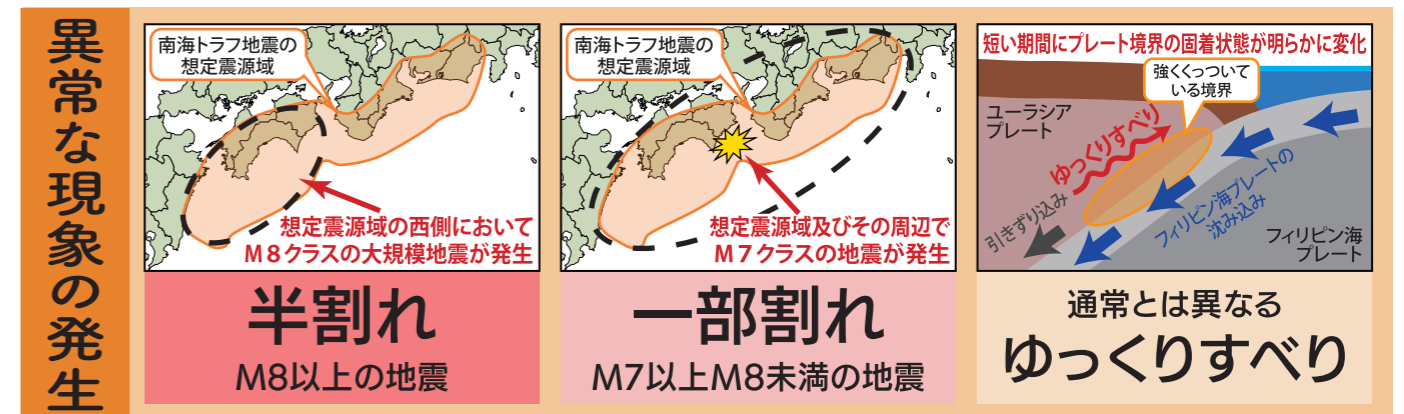 異常な現象の発生
南海トラフ地震の
想定震源域
想定震源域の西側において
M8クラスの大規模地震が発生
半割れ
M8以上の地震
南海トラフ地震の
想定震源域
想定震源域及びその周辺で
M7クラスの地震が発生
一部割れ
M7以上M8未満の地震
短い期間にプレート境界の固着状態が明らかに変化
強くくっついて
いる境界
ユーラシア
プレート
ゆっくりすべり
引きずり込み
フィリピン海プレートの
沈み込み
フィリピン海
プレート
通常とは異なる
ゆっくりすべり